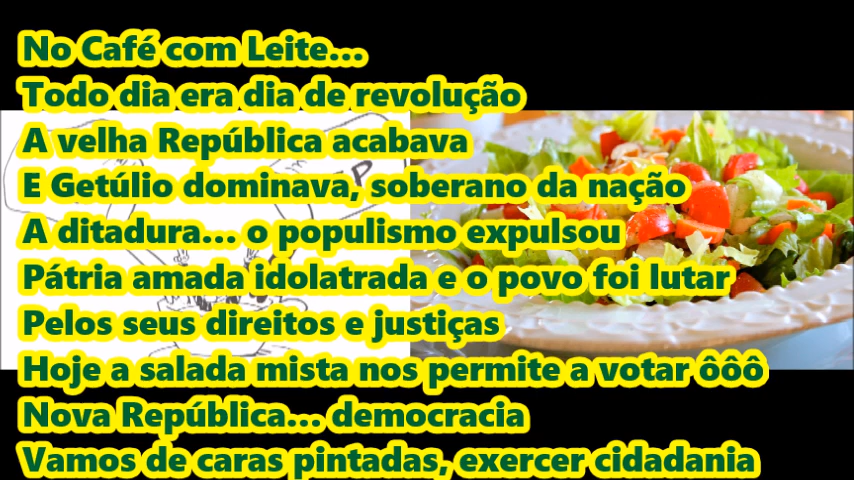 No Café com Leite...
Todo dia era dia de revolução
A velha República acabava
E Getúlio dominava, soberano da nação
A ditadura... o populismo expulsou
Pátria amada idolatrada e o povo foi lutar
Pelos seus direitos e justiças
Hoje a salada mista nos permite a votar ôôô
Nova República... democracia
Vamos de caras pintadas, exercer cidadania